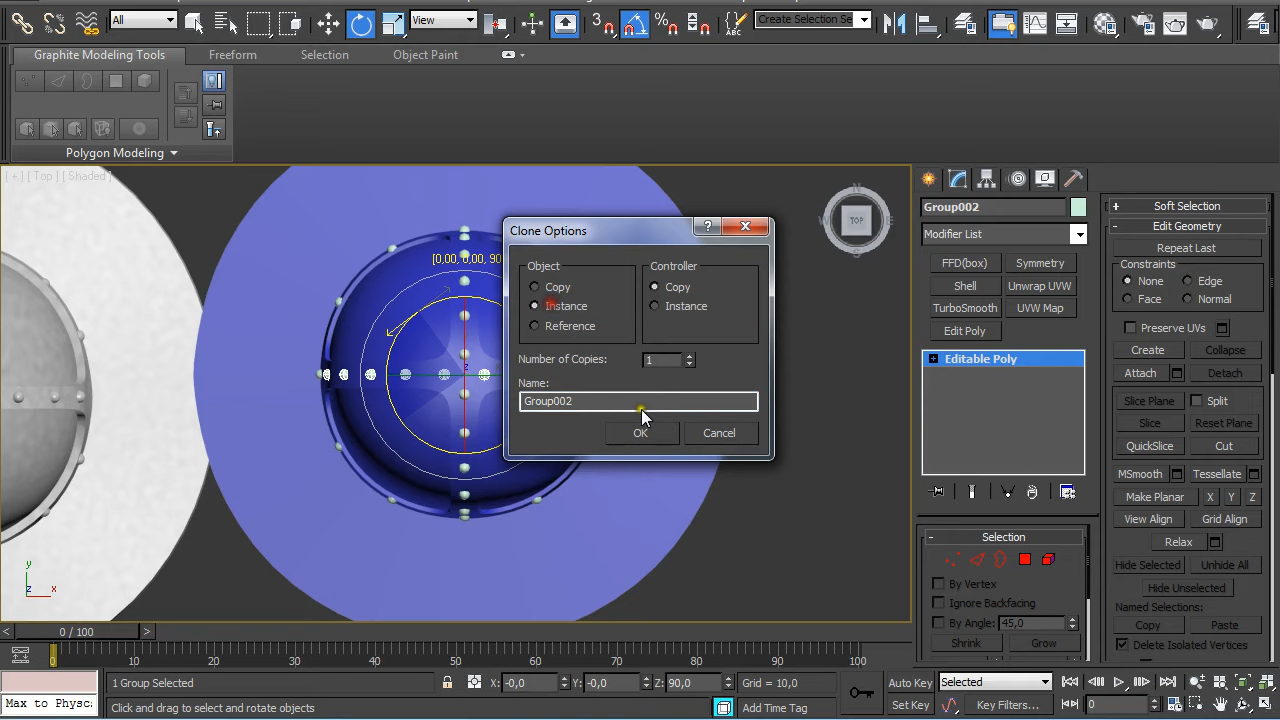 All
View
3
Create Selection Se
ABC
Graphite Modeling Tools
Freeform
Selection
Object Paint
Polygon Modeling
[ + ] [ Top ] [ Shaded ]
[0,00, 0,00, 90
N
W
E
S
TOP
Clone Options
Object
Copy
Instance
Reference
Controller
Copy
Instance
Number of Copies:
1
Name:
Group002
OK
Cancel
z
y
z
x
Group002
Modifier List
FFD(box)
Symmetry
Shell
Unwrap UVW
TurboSmooth
UVW Map
Edit Poly
Editable Poly
Selection
By Vertex
Ignore Backfacing
By Angle:
45,0
Shrink
Grow
Soft Selection
Edit Geometry
Repeat Last
Constraints
None
Edge
Face
Normal
Preserve UVs
Create
Collapse
Attach
Detach
Slice Plane
Split
Slice
Reset Plane
QuickSlice
Cut
MSmooth
Tessellate
Make Planar
X
Y
Z
View Align
Grid Align
Relax
Hide Selected
Unhide All
Hide Unselected
Named Selections:
Copy
Paste
Delete Isolated Vertices
0 / 100
0
10
20
30
40
50
60
70
80
90
100
1 Group Selected
X:
-0,0
Y:
-0,0
Z:
90,0
Grid = 10,0
Auto Key
Selected
Max to Physc
Click and drag to select and rotate objects
Add Time Tag
Set Key
Key Filters...
0